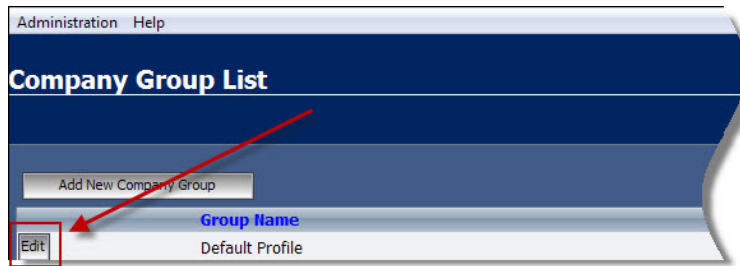 Administration Help
Company Group List
Add New Company Group
Group Name
Edit Default Profile